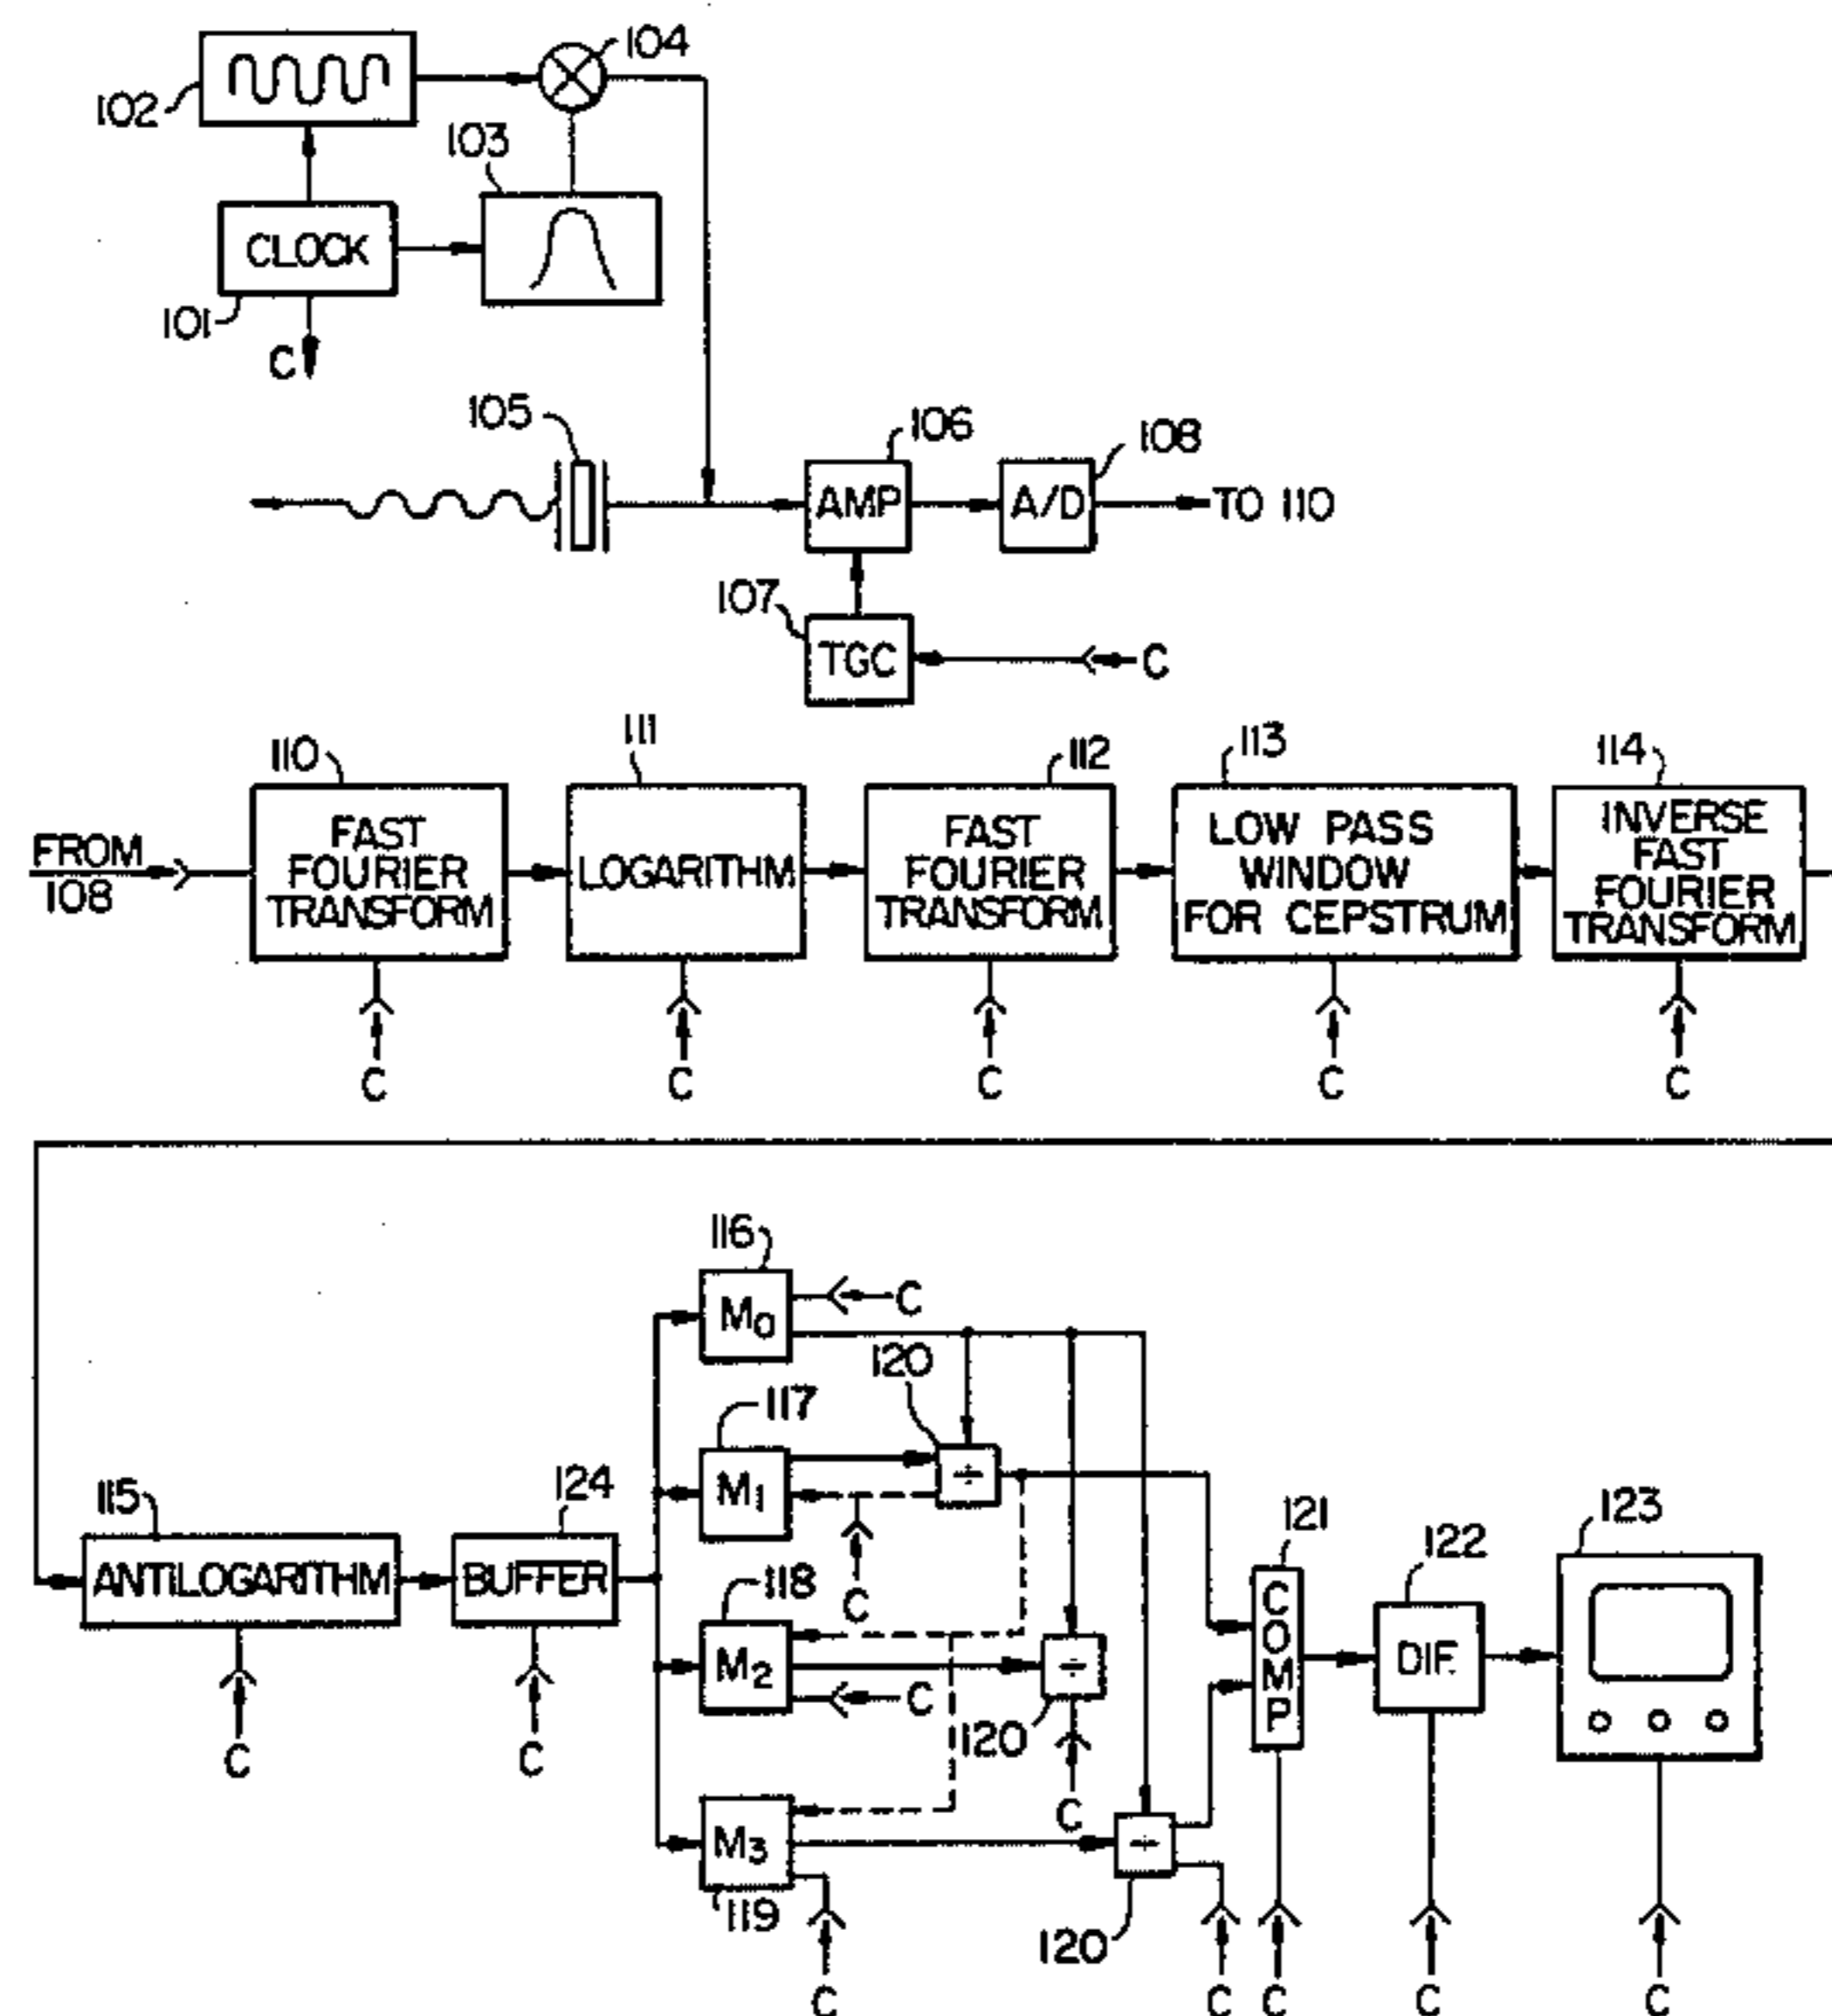 104
102
103
CLOCK
101
C
105
106
108
AMP
A/D
TO 110
107
TGC
C
110
111
112
113
114
FROM
108
FAST
FOURIER
TRANSFORM
LOGARITHM
FAST
FOURIER
TRANSFORM
LOW PASS
WINDOW
FOR CEPSTRUM
INVERSE
FAST
FOURIER
TRANSFORM
C
C
C
C
C
116
M0
C
120
117
M1
÷
C
115
ANTILOGARITHM
C
124
BUFFER
C
118
M2
C
÷
120
C
M3
119
C
÷
120
C
121
COMP
C
122
DIF.
C
123
C